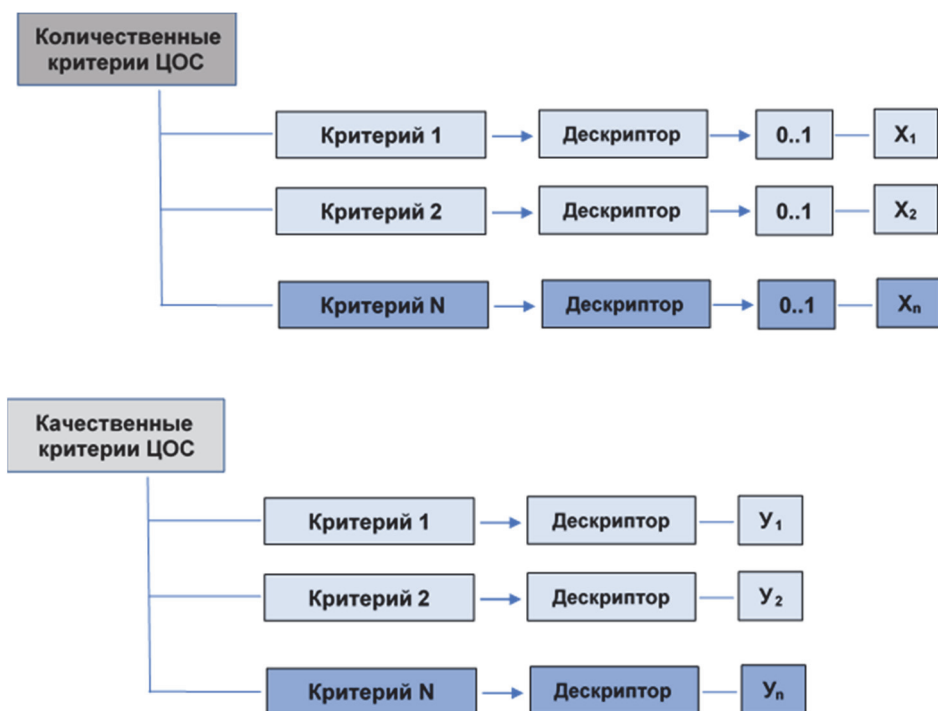 Количественные
критерии ЦОС
Критерий 1 Дескриптор 0..1 X₁
Критерий 2 Дескриптор 0..1 X₂
Критерий N Дескриптор 0..1 Xₙ
Качественные
критерии ЦОС
Критерий 1 Дескриптор У₁
Критерий 2 Дескриптор У₂
Критерий N Дескриптор Уₙ